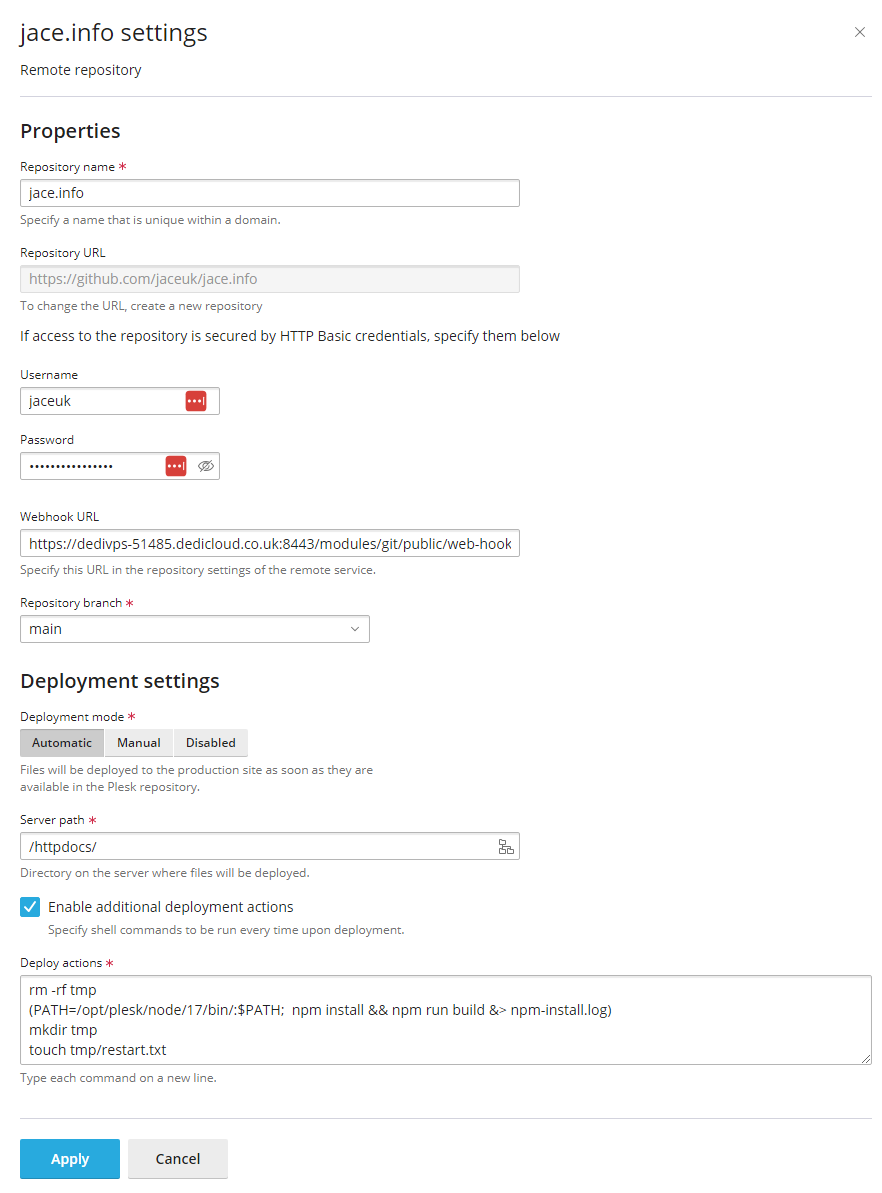 jace.info settings
Remote repository
Properties
Repository name *
jace.info
Specify a name that is unique within a domain.
Repository URL
https://github.com/jaceuk/jace.info
To change the URL, create a new repository
If access to the repository is secured by HTTP Basic credentials, specify them below
Username
jaceuk
Password
••••••••••••••••
Webhook URL
https://dedivps-51485.dedicloud.co.uk:8443/modules/git/public/web-hook
Specify this URL in the repository settings of the remote service.
Repository branch *
main
Deployment settings
Deployment mode *
Automatic Manual Disabled
Files will be deployed to the production site as soon as they are
available in the Plesk repository.
Server path *
/httpdocs/
Directory on the server where files will be deployed.
Enable additional deployment actions
Specify shell commands to be run every time upon deployment.
Deploy actions *
rm -rf tmp
(PATH=/opt/plesk/node/17/bin/:$PATH;  npm install && npm run build &> npm-install.log)
mkdir tmp
touch tmp/restart.txt
Type each command on a new line.
Apply Cancel